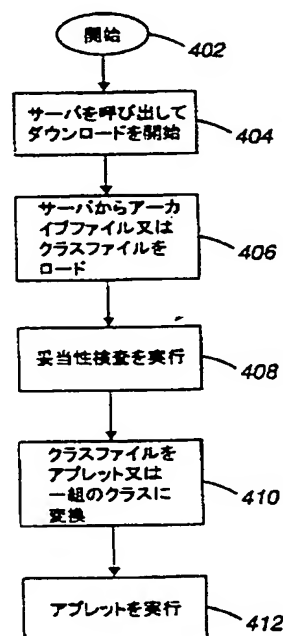 開始
402
サーバを呼び出して
ダウンロードを開始
404
サーバからアーカ
イブファイル又は
クラスファイルを
ロード
406
妥当性検査を実行
408
クラスファイルを
アプレット又は
一組のクラスに
変換
410
アプレットを実行
412